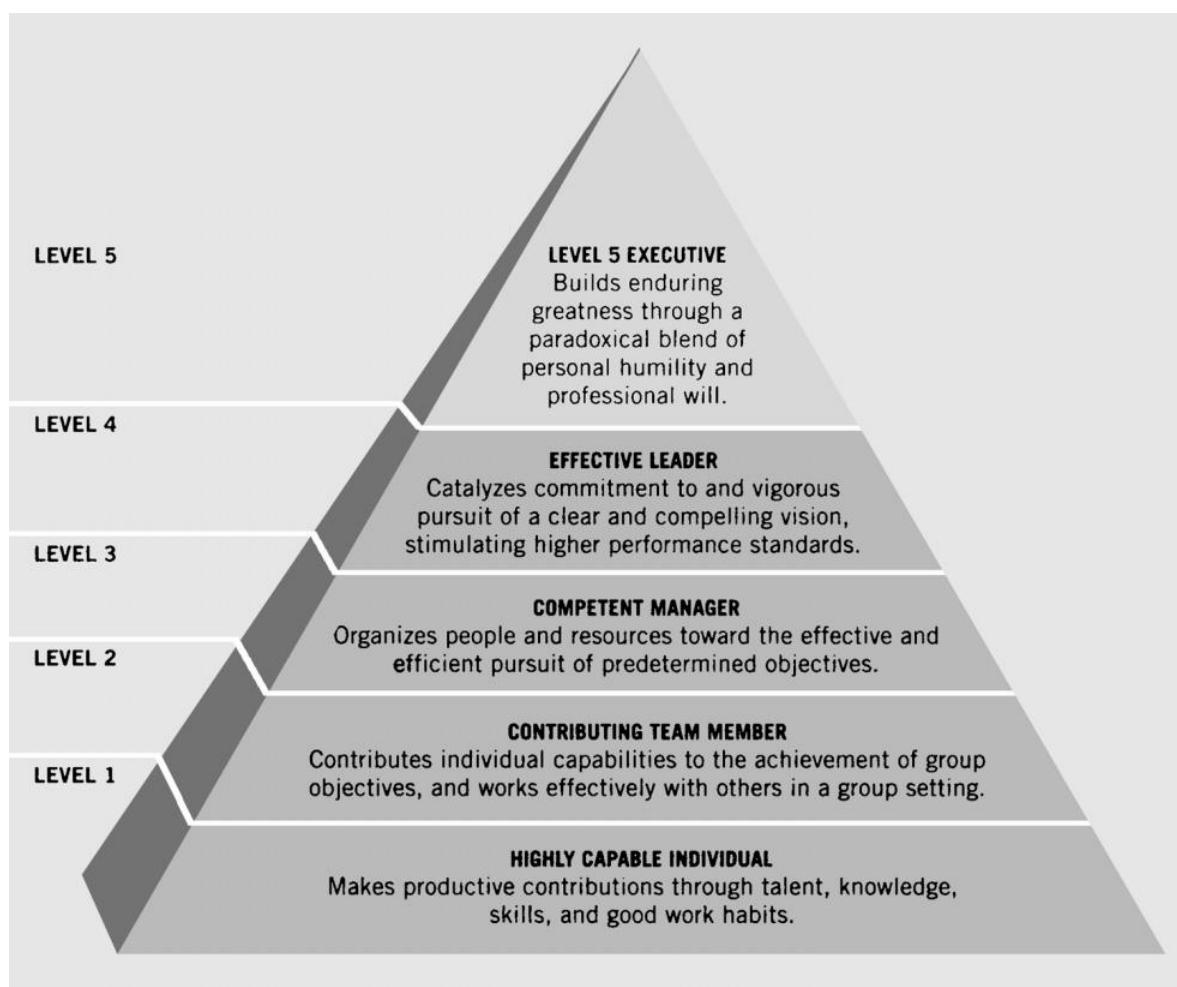 LEVEL 5
LEVEL 5 EXECUTIVE
Builds enduring
greatness through a
paradoxical blend of
personal humility and
professional will.
LEVEL 4
EFFECTIVE LEADER
Catalyzes commitment to and vigorous
pursuit of a clear and compelling vision,
stimulating higher performance standards.
LEVEL 3
COMPETENT MANAGER
Organizes people and resources toward the effective and
efficient pursuit of predetermined objectives.
LEVEL 2
CONTRIBUTING TEAM MEMBER
Contributes individual capabilities to the achievement of group
objectives, and works effectively with others in a group setting.
LEVEL 1
HIGHLY CAPABLE INDIVIDUAL
Makes productive contributions through talent, knowledge,
skills, and good work habits.